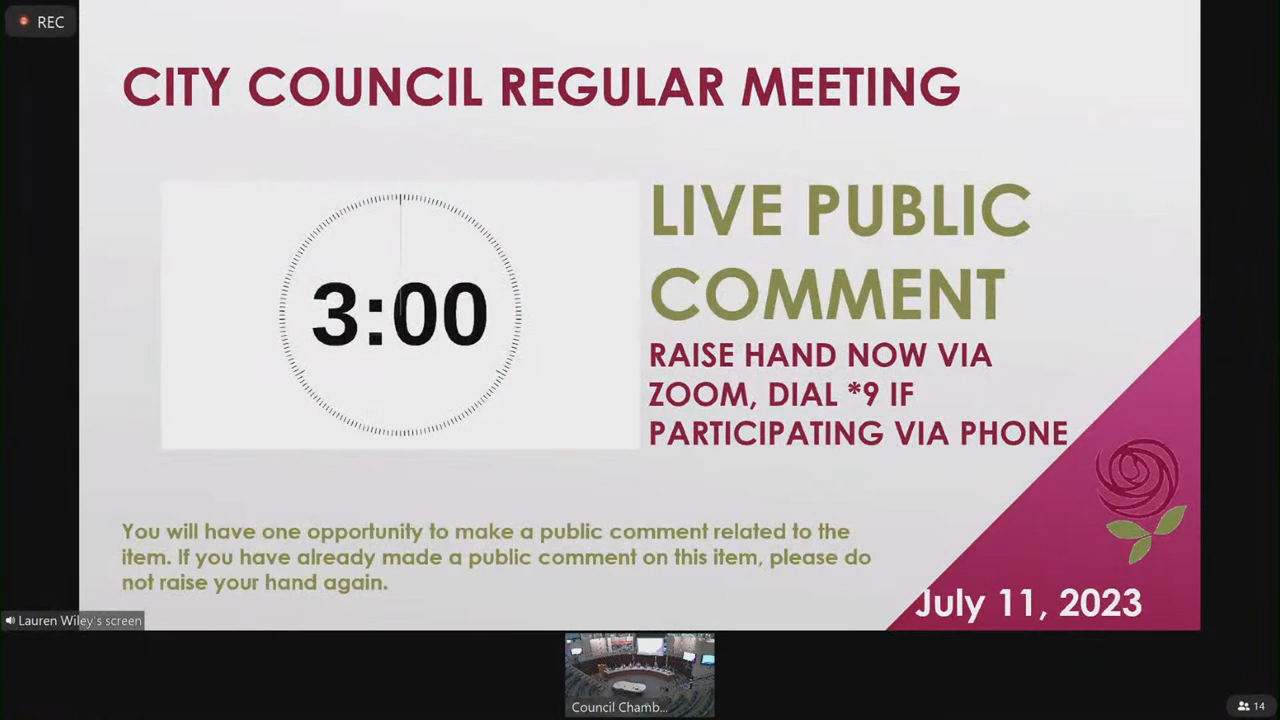 REC
CITY COUNCIL REGULAR MEETING
3:00
LIVE PUBLIC
COMMENT
RAISE HAND NOW VIA
ZOOM, DIAL *9 IF
PARTICIPATING VIA PHONE
You will have one opportunity to make a public comment related to the
item. If you have already made a public comment on this item, please do
not raise your hand again.
July 11, 2023
Lauren Wiley's screen
Council Chamb...
14